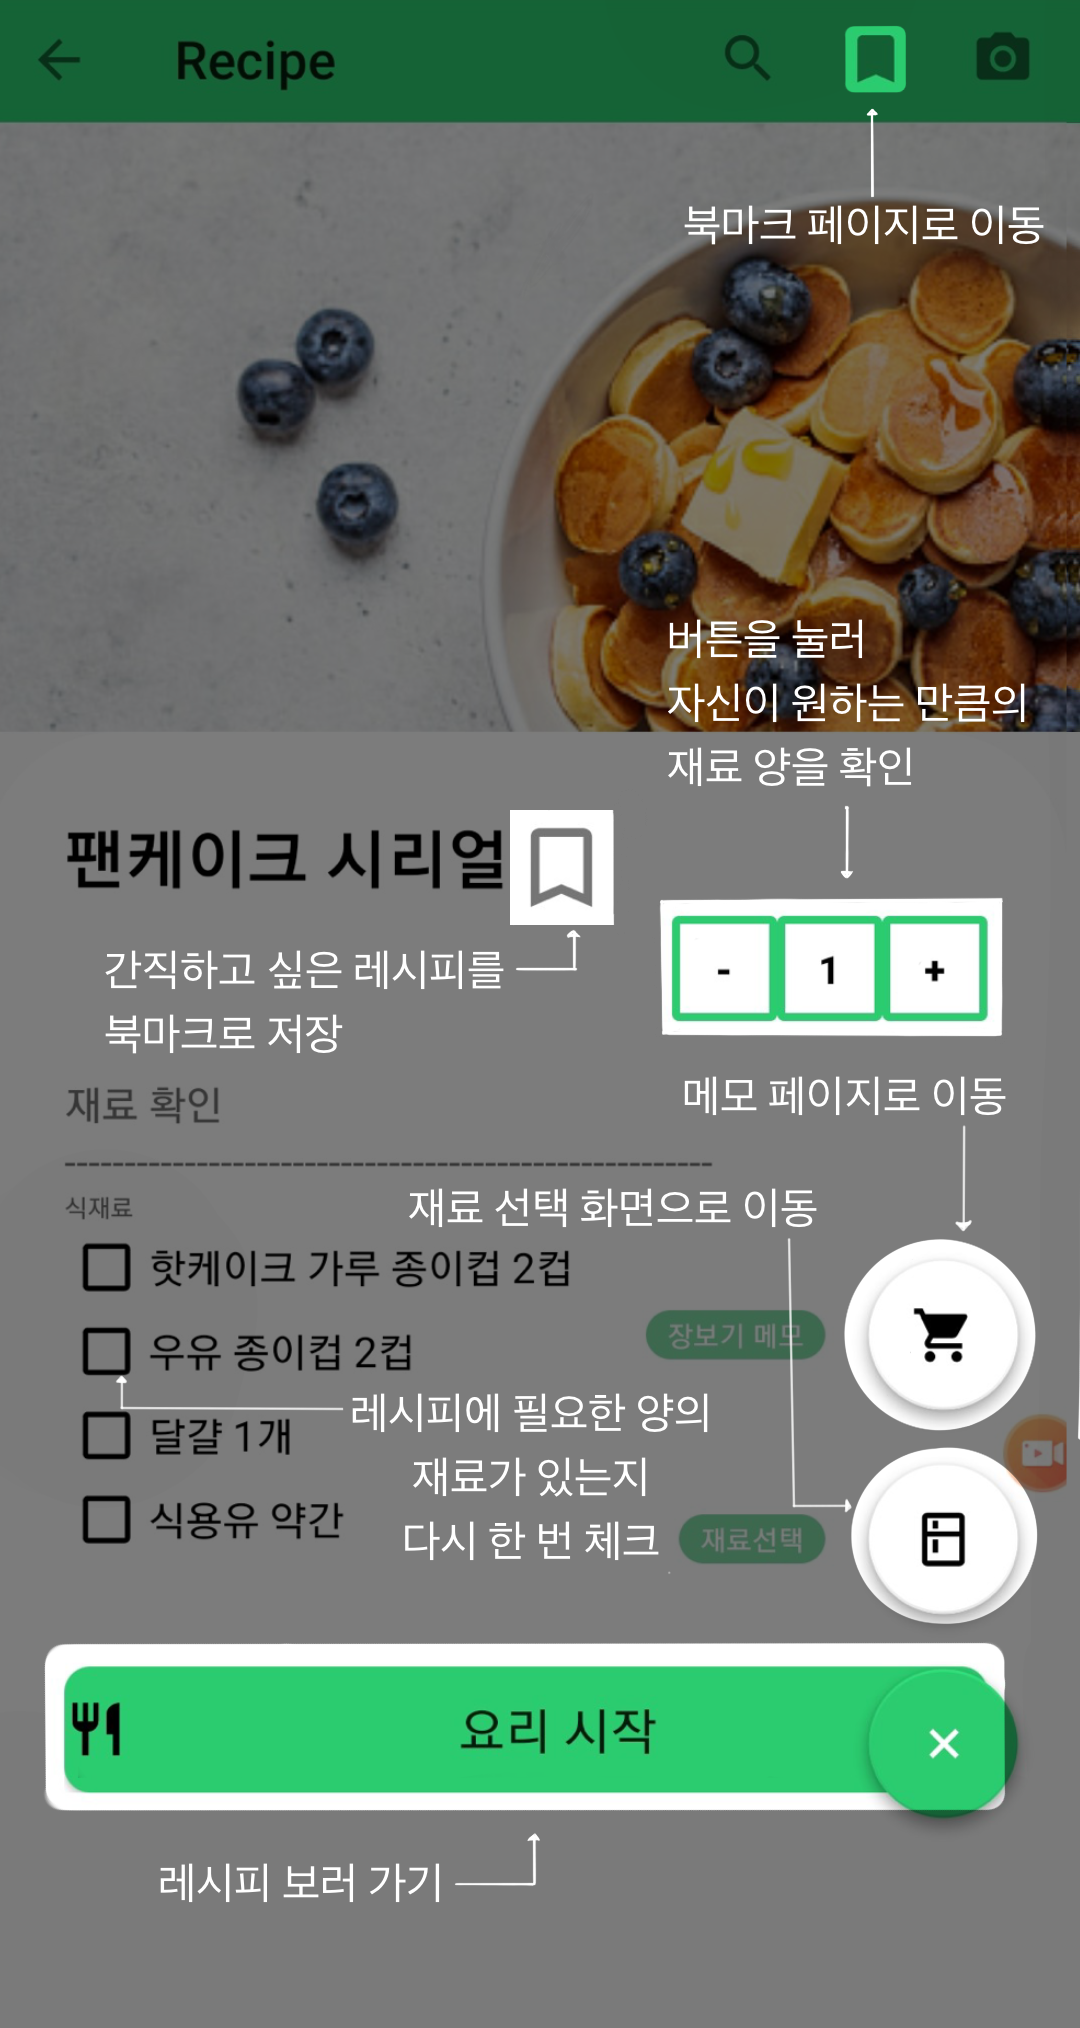 Recipe
북마크 페이지로 이동
버튼을 눌러
자신이 원하는 만큼의
재료 양을 확인
팬케이크 시리얼
- 1 +
간직하고 싶은 레시피를
북마크로 저장
메모 페이지로 이동
재료 확인
재료 선택 화면으로 이동
식재료
핫케이크 가루 종이컵 2컵
장보기 메모
우유 종이컵 2컵
레시피에 필요한 양의
재료가 있는지
다시 한 번 체크
달걀 1개
식용유 약간
재료선택
요리 시작
레시피 보러 가기